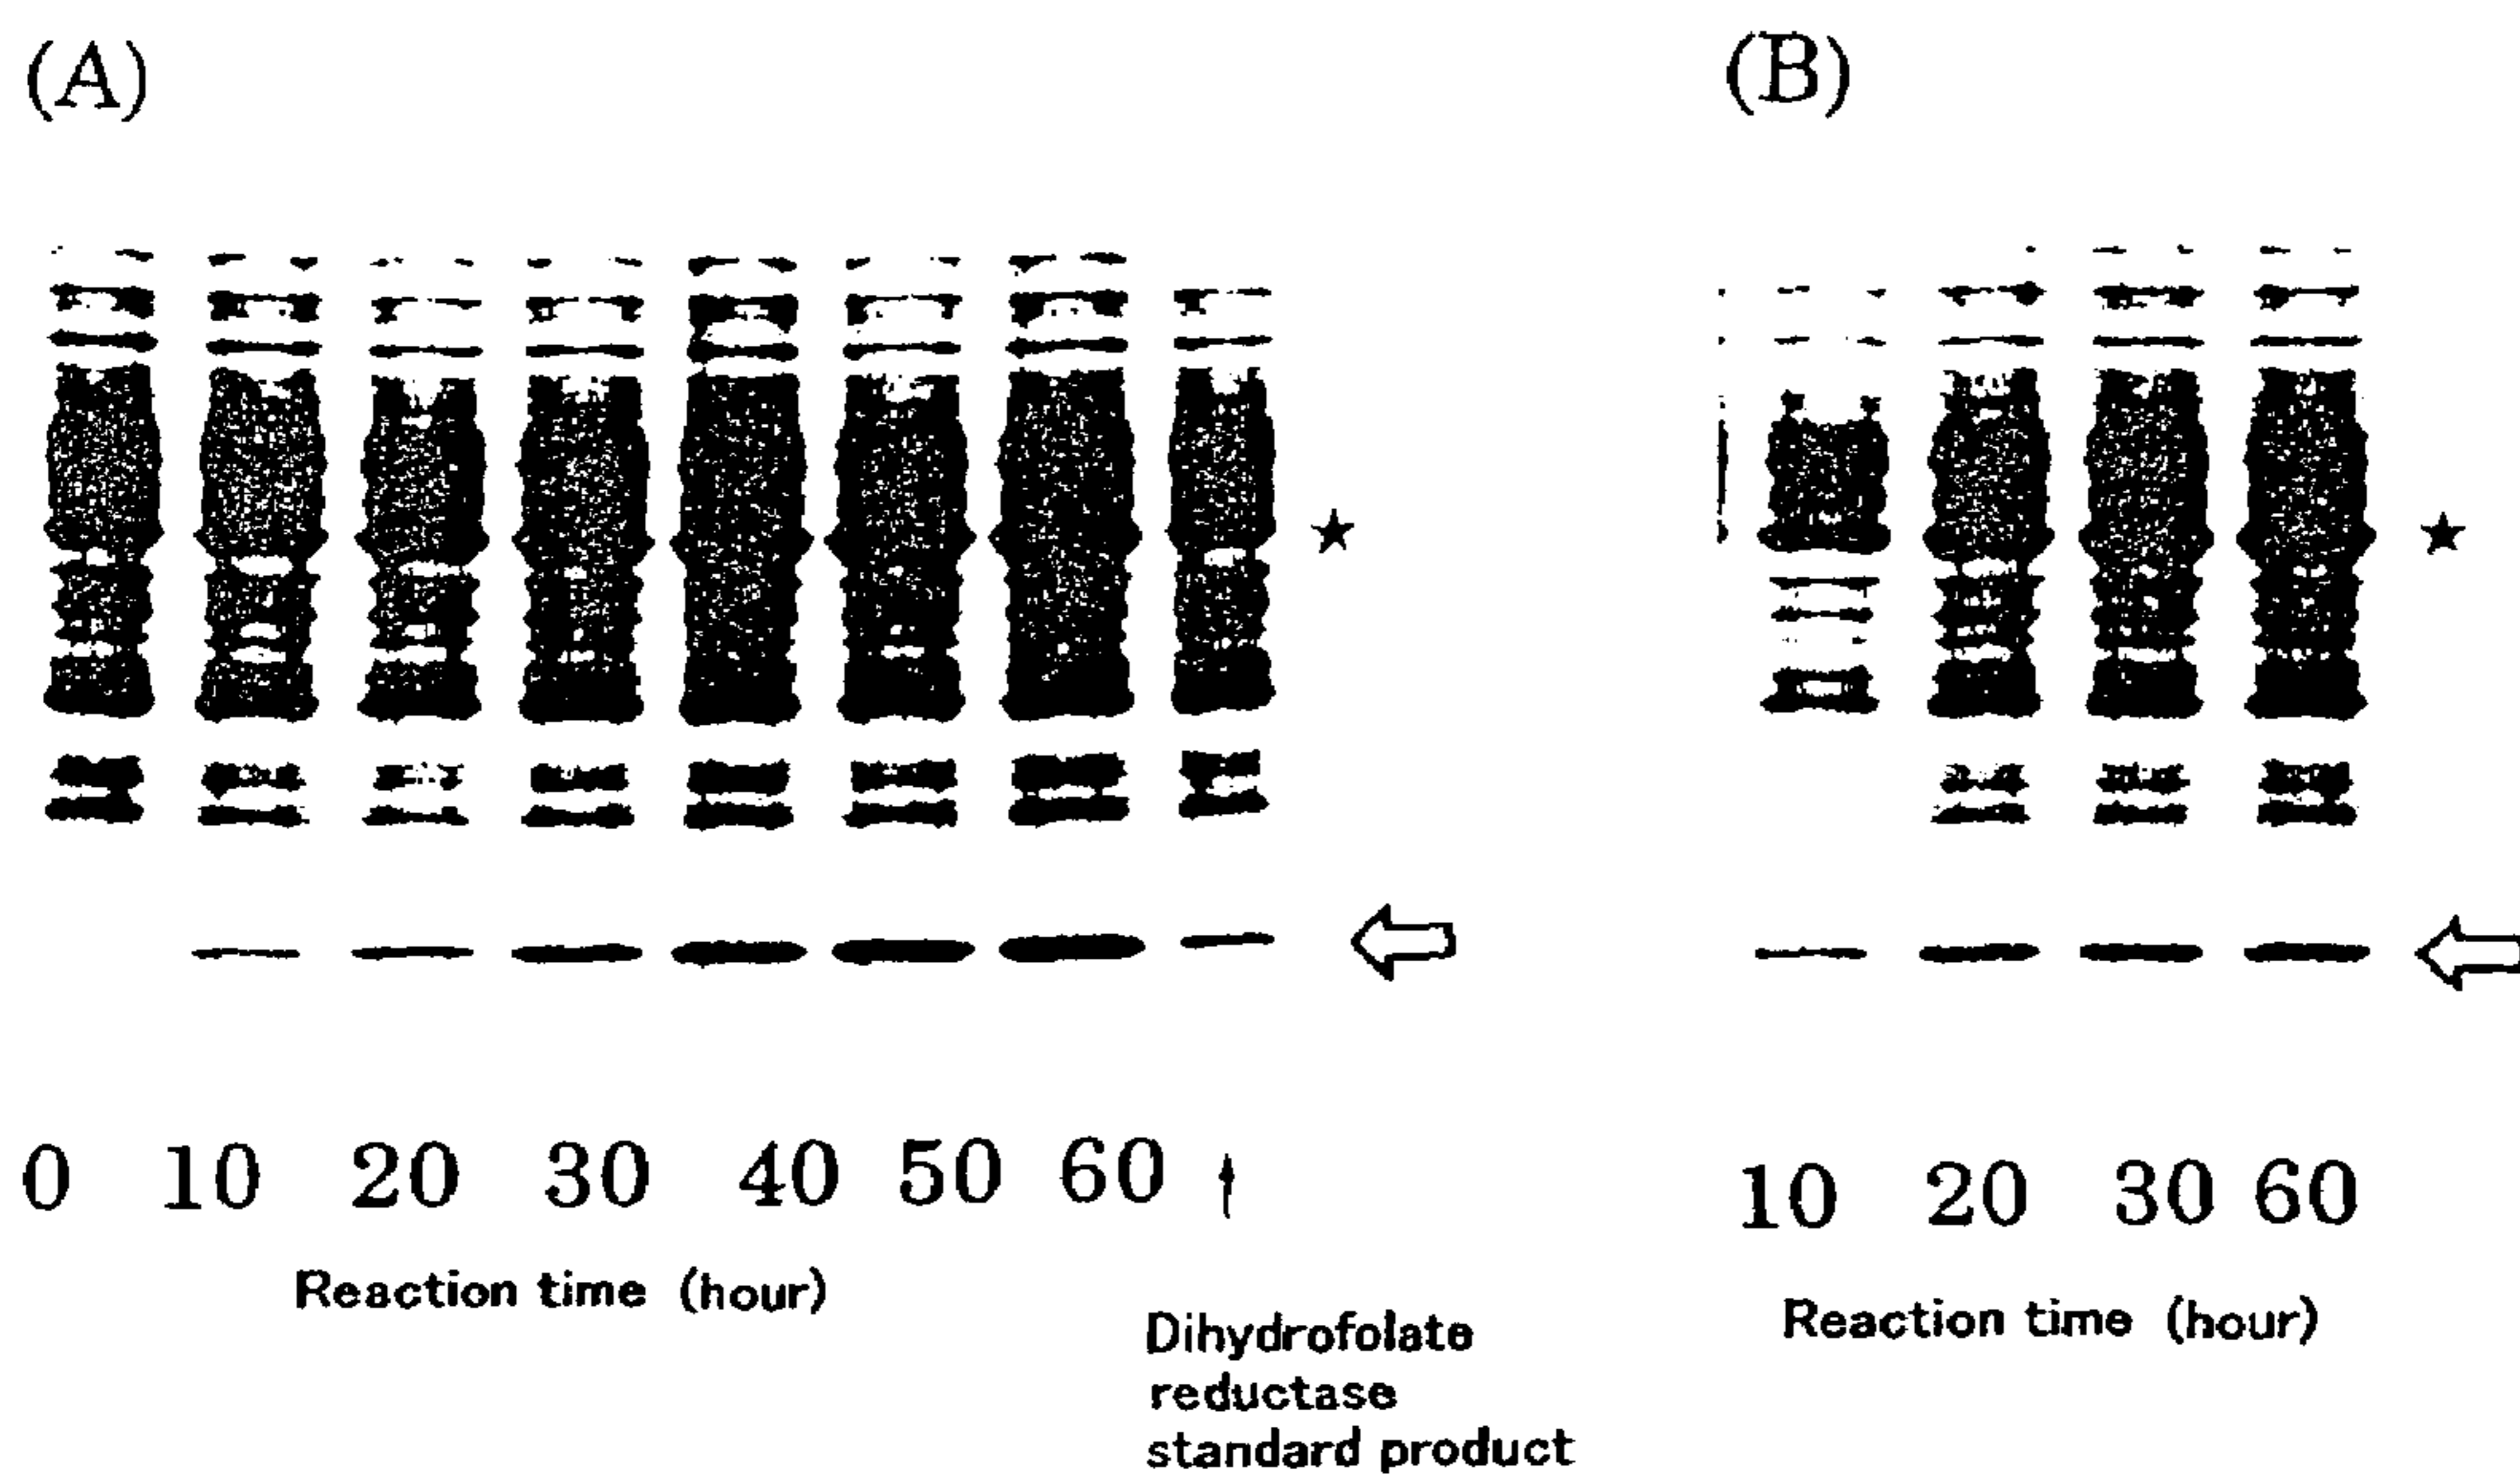 (A)
(B)
0 10 20 30 40 50 60
Reaction time (hour)
Dihydrofolate
reductase
standard product
10 20 30 60
Reaction time (hour)